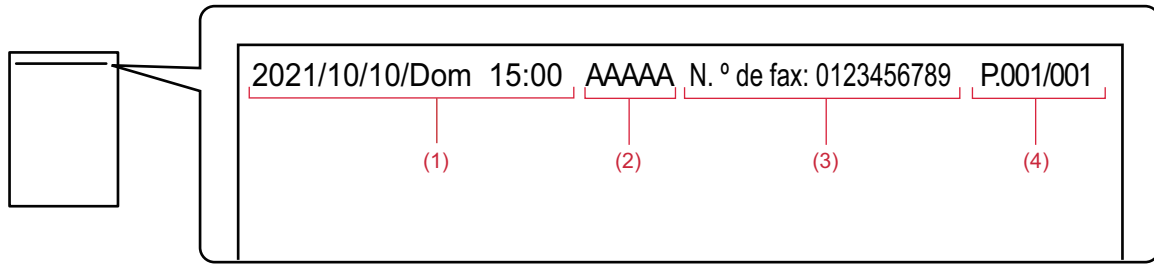 2021/10/10/Dom 15:00 AAAAA N. º de fax: 0123456789 P.001/001
(1) (2) (3) (4)